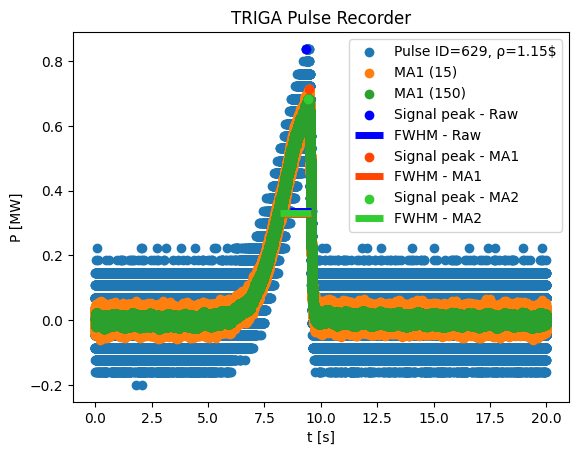 TRIGA Pulse Recorder
Pulse ID=629, ρ=1.15$
MA1 (15)
MA1 (150)
Signal peak - Raw
FWHM - Raw
Signal peak - MA1
FWHM - MA1
Signal peak - MA2
FWHM - MA2
P [MW]
0.8
0.6
0.4
0.2
0.0
−0.2
0.0 2.5 5.0 7.5 10.0 12.5 15.0 17.5 20.0
t [s]